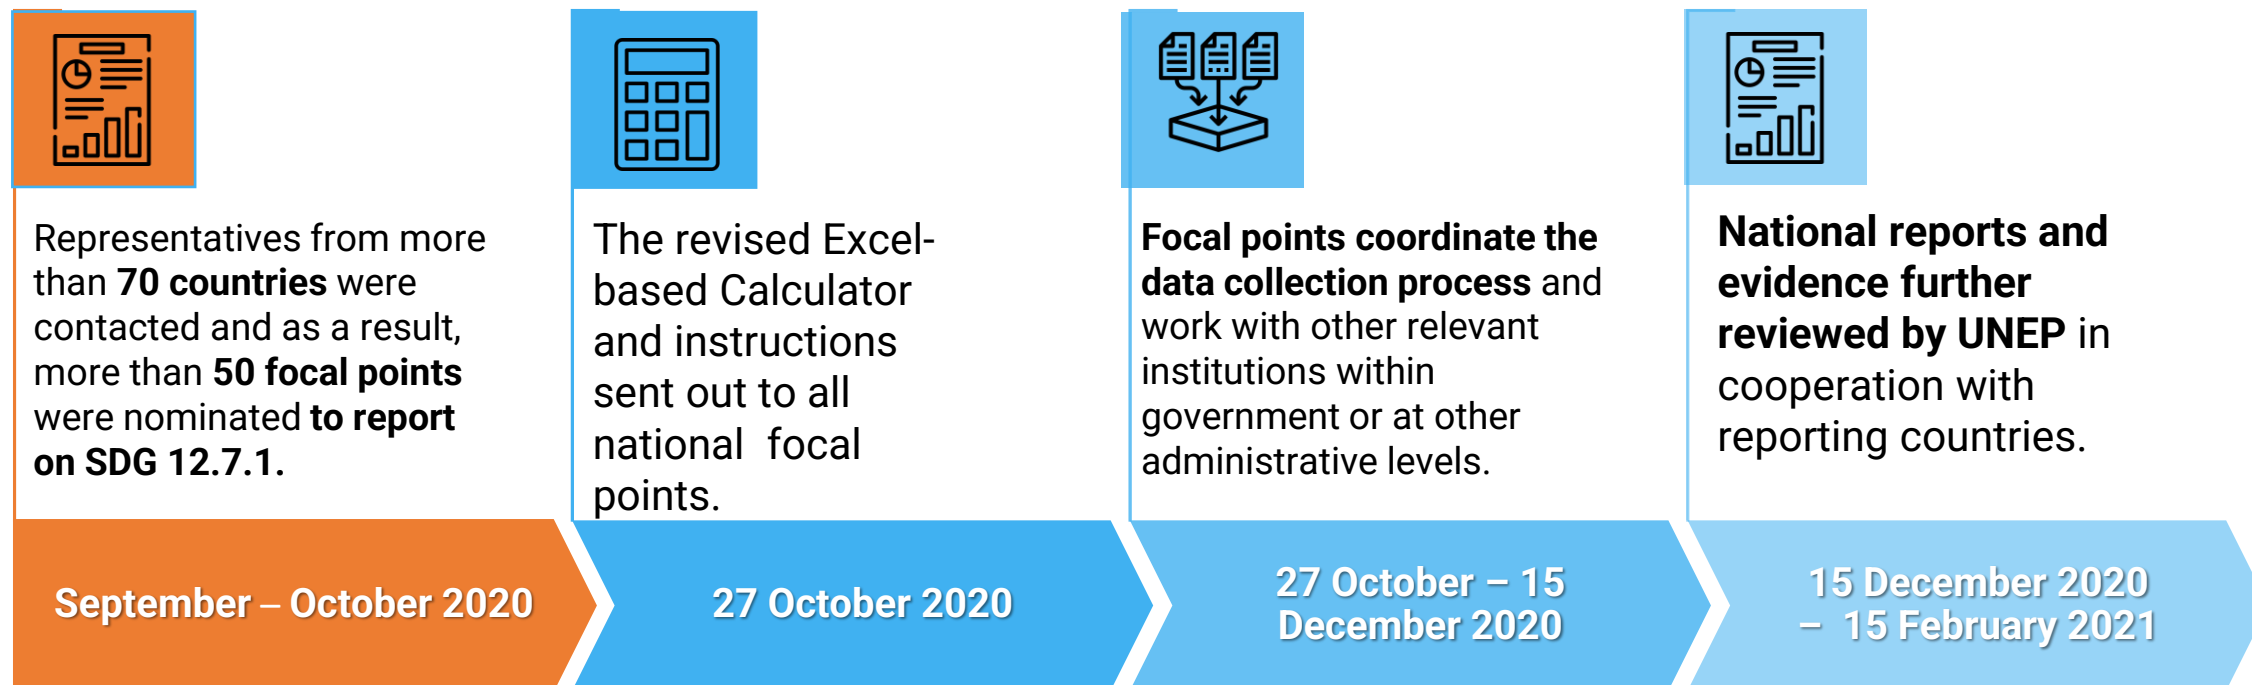 Representatives from more
than 70 countries were
contacted and as a result,
more than 50 focal points
were nominated to report
on SDG 12.7.1.
September – October 2020
The revised Excel-
based Calculator
and instructions
sent out to all
national focal
points.
27 October 2020
Focal points coordinate the
data collection process and
work with other relevant
institutions within
government or at other
administrative levels.
27 October – 15
December 2020
National reports and
evidence further
reviewed by UNEP in
cooperation with
reporting countries.
15 December 2020
– 15 February 2021